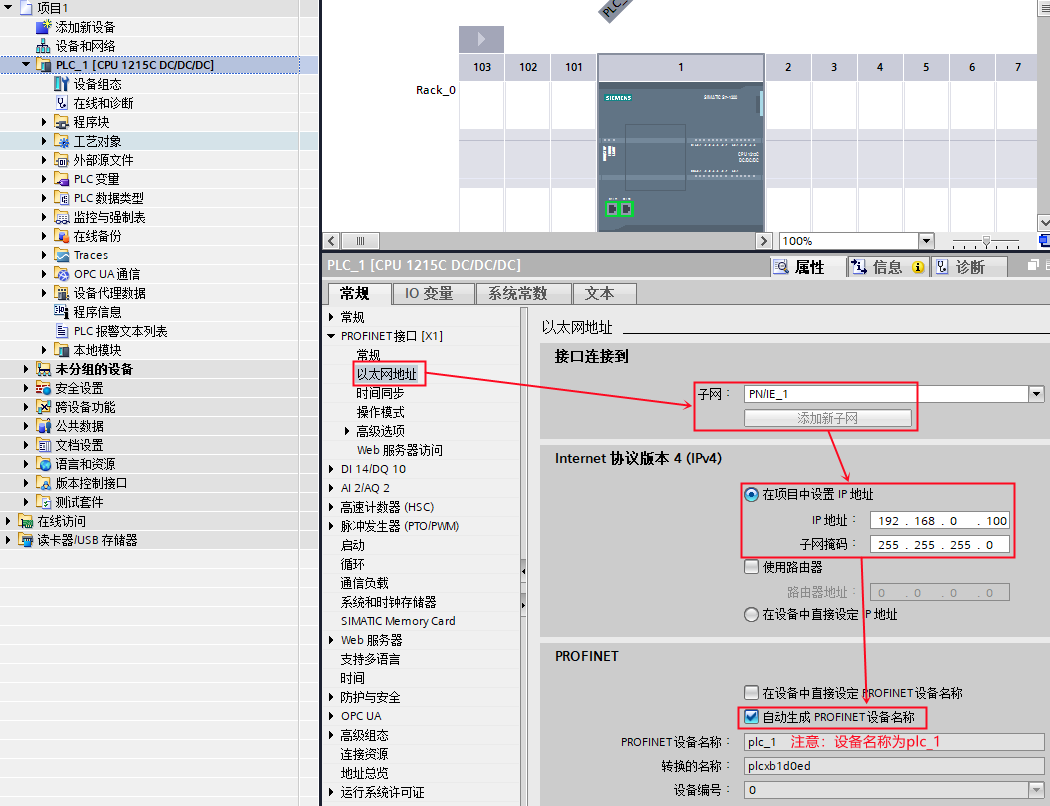 项目1
添加新设备
设备和网络
PLC_1 [CPU 1215C DC/DC/DC]
设备组态
在线和诊断
程序块
工艺对象
外部源文件
PLC 变量
PLC 数据类型
监控与强制表
在线备份
Traces
OPC UA 通信
设备代理数据
程序信息
PLC 报警文本列表
本地模块
未分组的设备
安全设置
跨设备功能
公共数据
文档设置
语言和资源
版本控制接口
测试套件
在线访问
读卡器/USB 存储器
PLC_1
103 102 101 1 2 3 4 5 6 7
Rack_0
SIEMENS
SIMATIC S7-1200
CPU 1215C
DC/DC/DC
100%
PLC_1 [CPU 1215C DC/DC/DC]
属性 信息 诊断
常规 IO 变量 系统常数 文本
常规
PROFINET接口 [X1]
常规
以太网地址
时间同步
操作模式
高级选项
Web 服务器访问
DI 14/DQ 10
AI 2/AQ 2
高速计数器 (HSC)
脉冲发生器 (PTO/PWM)
启动
循环
通信负载
系统和时钟存储器
SIMATIC Memory Card
Web 服务器
支持多语言
时间
防护与安全
OPC UA
高级组态
连接资源
地址总览
运行系统许可证
以太网地址
接口连接到
子网： PN/IE_1
添加新子网
Internet 协议版本 4 (IPv4)
在项目中设置 IP 地址
IP 地址： 192 . 168 . 0 . 100
子网掩码： 255 . 255 . 255 . 0
使用路由器
路由器地址： 0 . 0 . 0 . 0
在设备中直接设定 IP 地址
PROFINET
在设备中直接设定 PROFINET 设备名称
自动生成 PROFINET 设备名称
PROFINET 设备名称： plc_1 注意：设备名称为plc_1
转换的名称： plcxb1d0ed
设备编号： 0